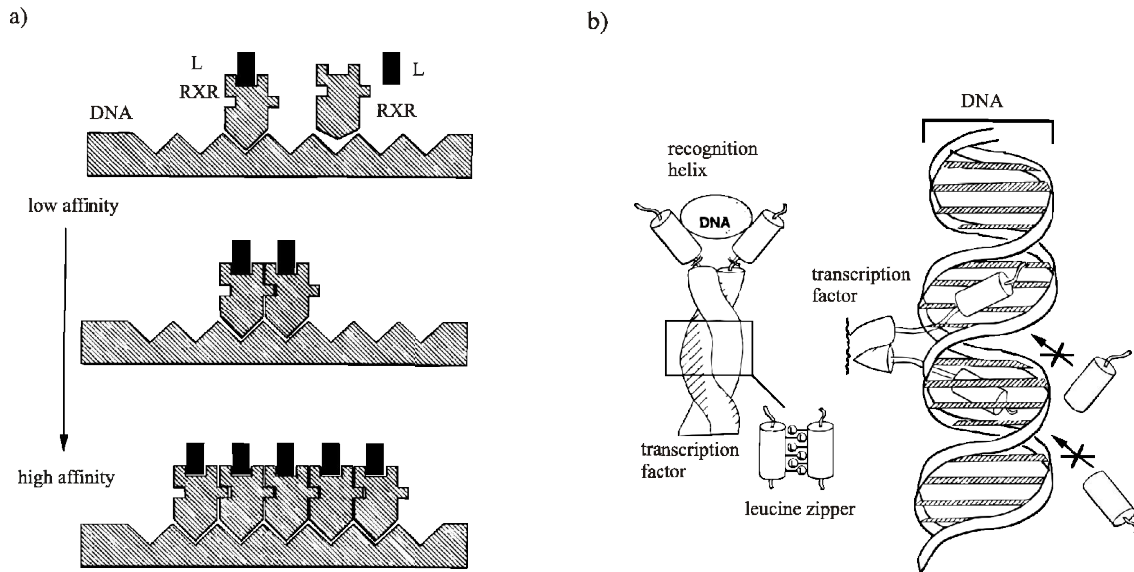 a)
L
L
RXR
RXR
DNA
low affinity
high affinity
b)
DNA
recognition
helix
DNA
transcription
factor
transcription
factor
L
L
L
L
L
leucine zipper